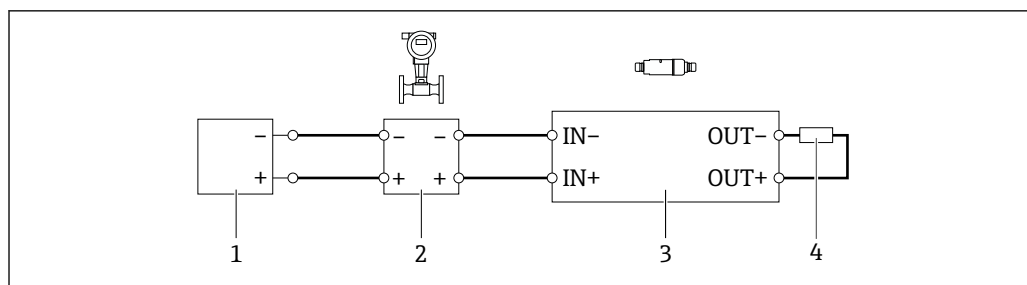 − − − IN− OUT−
+ + + IN+ OUT+
1 2 3 4